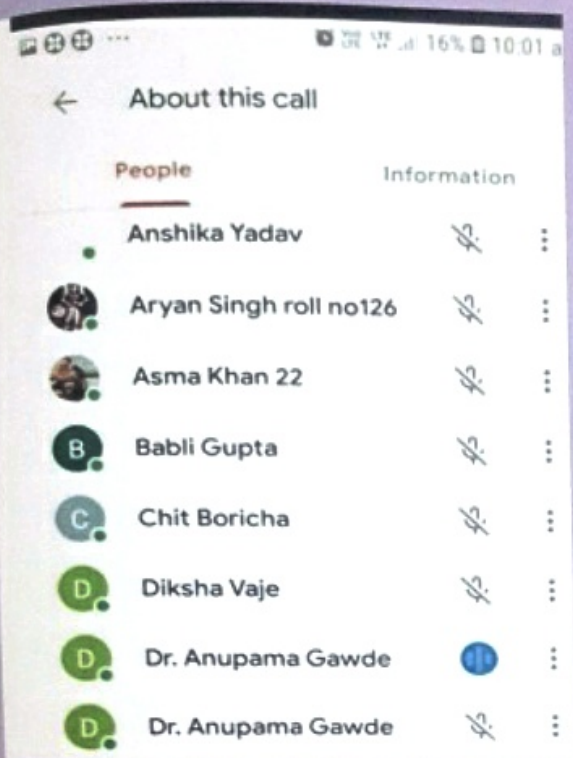 16% 10:01 a
About this call
People Information
Anshika Yadav
Aryan Singh roll no126
Asma Khan 22
B Babli Gupta
C Chit Boricha
D Diksha Vaje
D Dr. Anupama Gawde
D Dr. Anupama Gawde